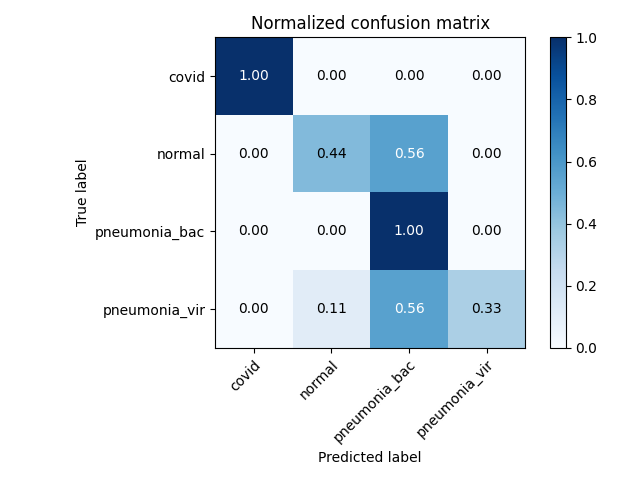 Normalized confusion matrix
1.0
covid 1.00 0.00 0.00 0.00
0.8
normal 0.00 0.44 0.56 0.00
0.6
True label
0.4
pneumonia_bac 0.00 0.00 1.00 0.00
0.2
pneumonia_vir 0.00 0.11 0.56 0.33
0.0
covid
normal
pneumonia_bac
pneumonia_vir
Predicted label